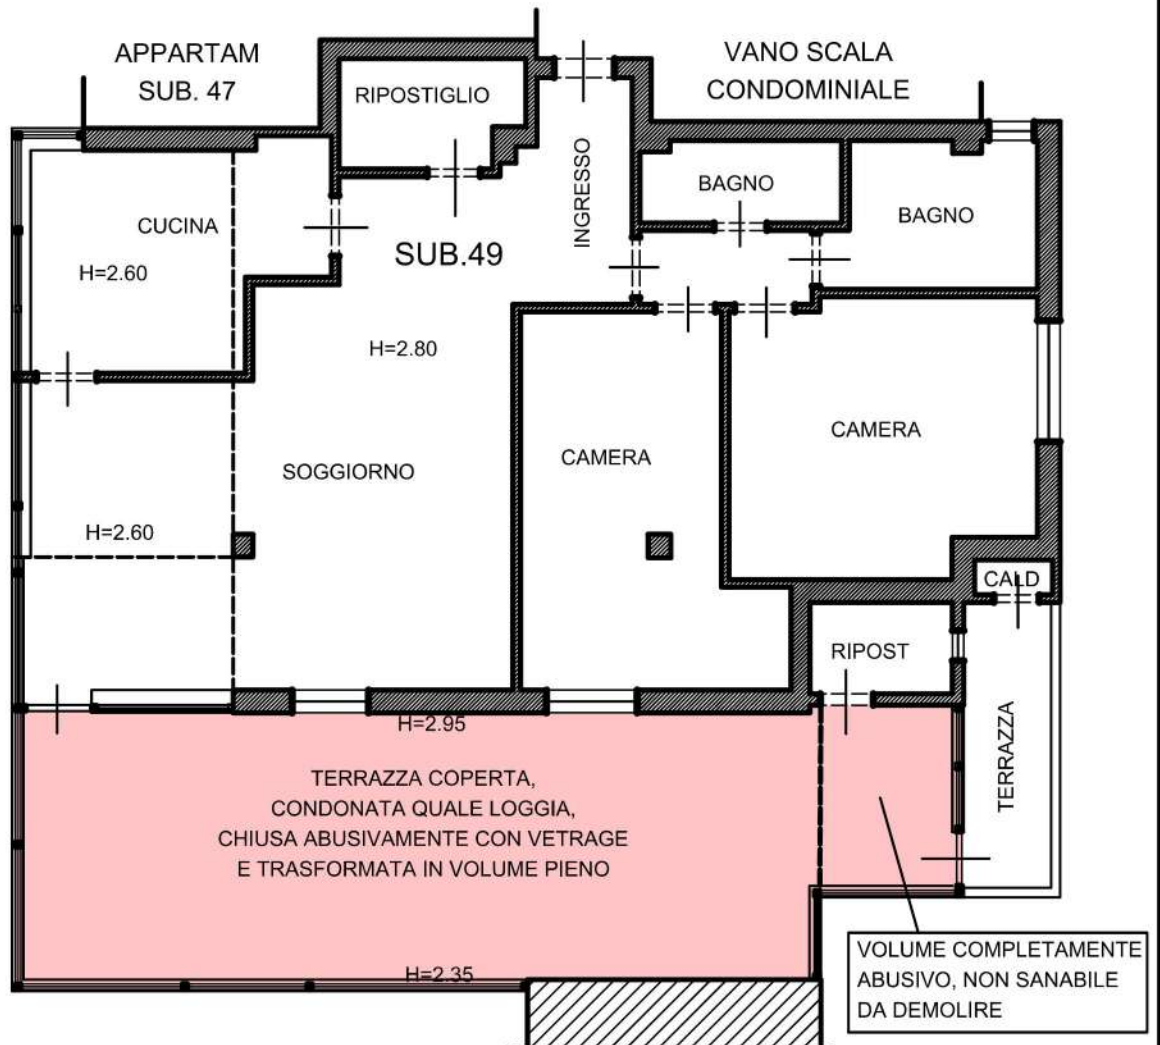 APPARTAM
SUB. 47
VANO SCALA
CONDOMINIALE
RIPOSTIGLIO
INGRESSO
BAGNO
BAGNO
CUCINA
H=2.60
SUB.49
H=2.80
CAMERA
CAMERA
SOGGIORNO
H=2.60
CALD
RIPOST
TERRAZZA
H=2.95
TERRAZZA COPERTA,
CONDONATA QUALE LOGGIA,
CHIUSA ABUSIVAMENTE CON VETRAGE
E TRASFORMATA IN VOLUME PIENO
H=2.35
VOLUME COMPLETAMENTE
ABUSIVO, NON SANABILE
DA DEMOLIRE